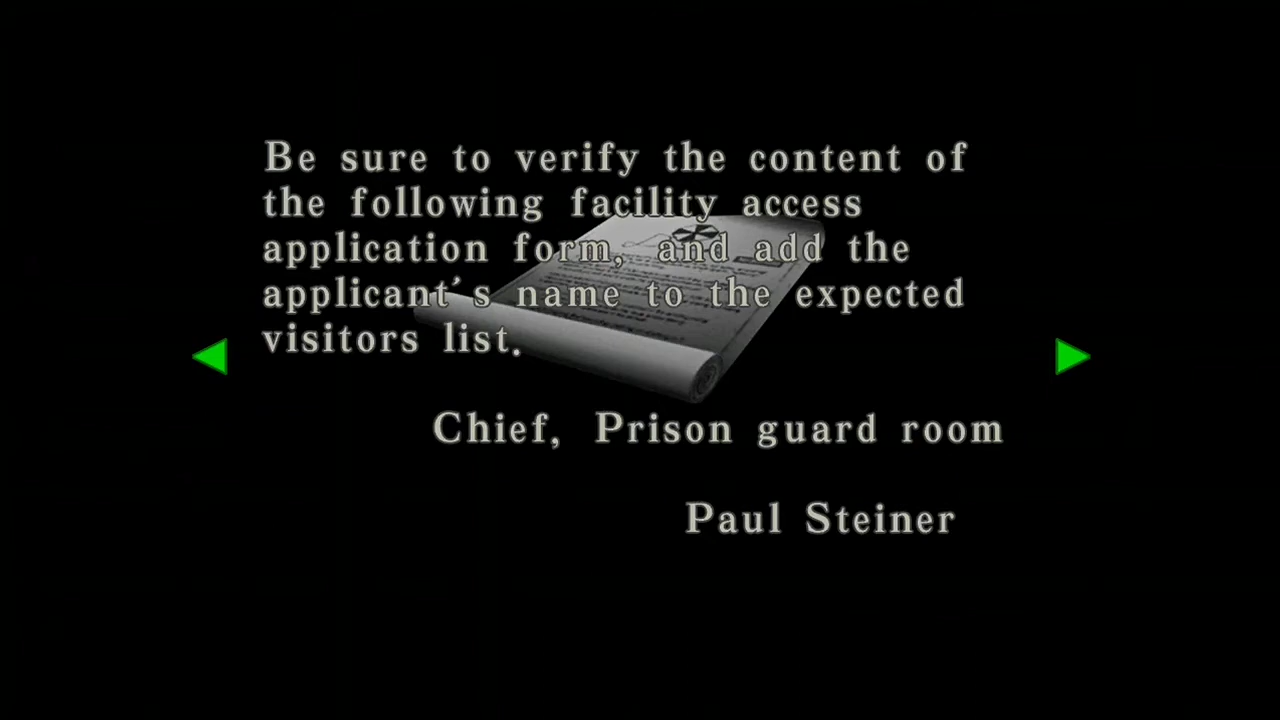 Be sure to verify the content of
the following facility access
application form, and add the
applicant's name to the expected
visitors list.
Chief, Prison guard room
Paul Steiner